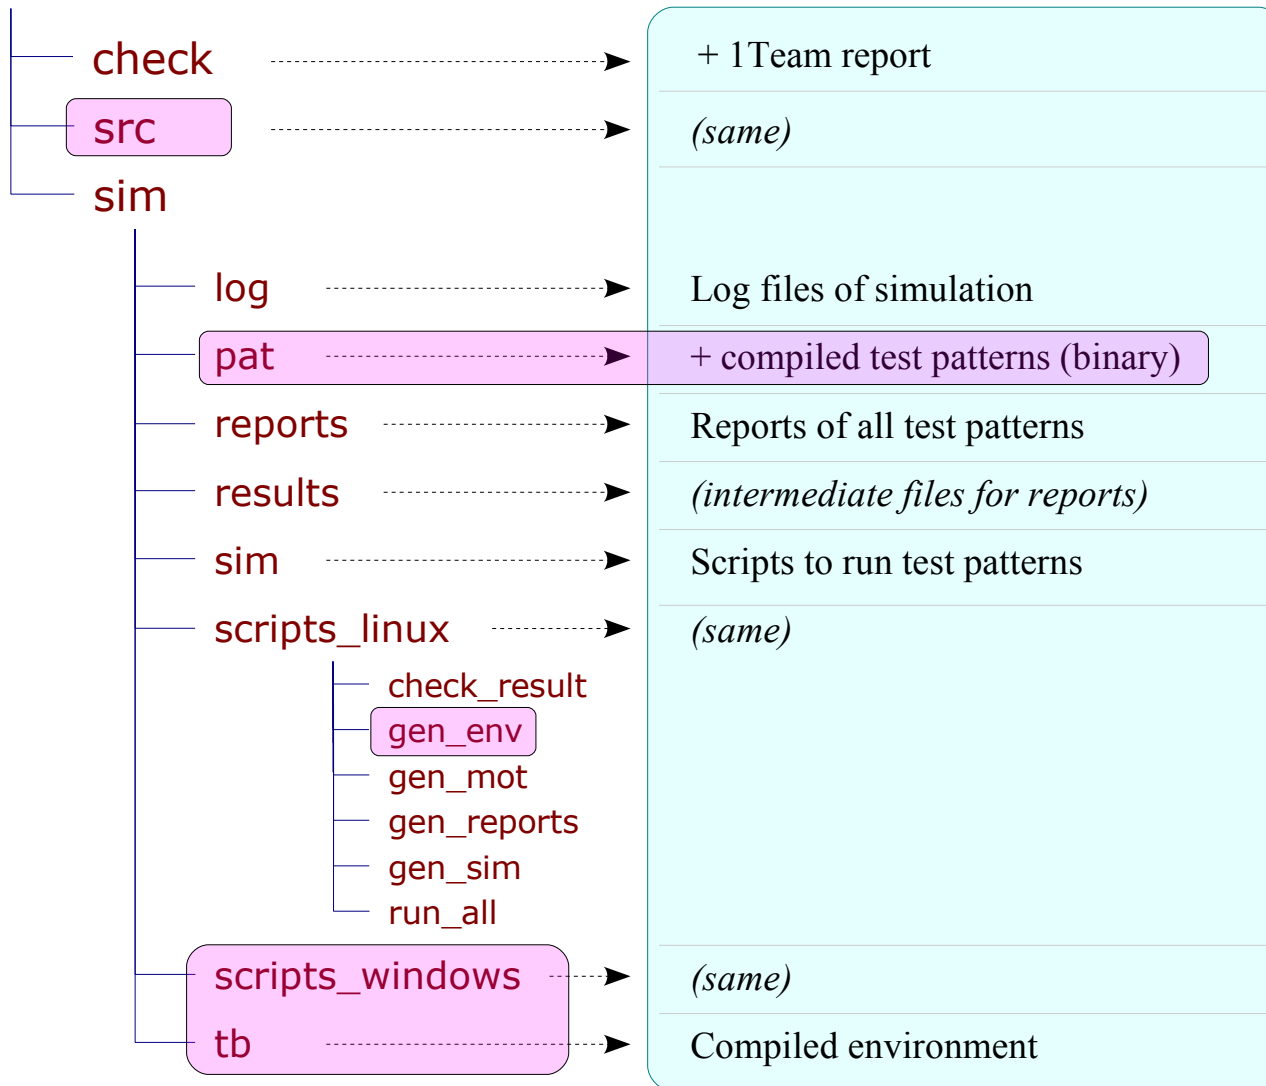 check + 1Team report
src (same)
sim
log Log files of simulation
pat + compiled test patterns (binary)
reports Reports of all test patterns
results (intermediate files for reports)
sim Scripts to run test patterns
scripts_linux (same)
check_result
gen_env
gen_mot
gen_reports
gen_sim
run_all
scripts_windows (same)
tb Compiled environment